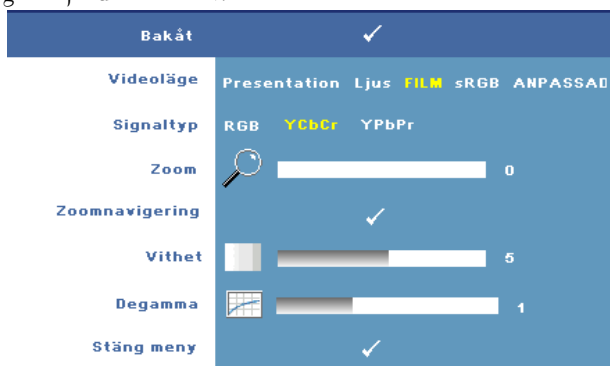 Bakåt
Videoläge Presentation Ljus FILM sRGB ANPASSAD
Signaltyp RGB YCbCr YPbPr
Zoom 0
Zoomnavigering
Vithet 5
Degamma 1
Stäng meny